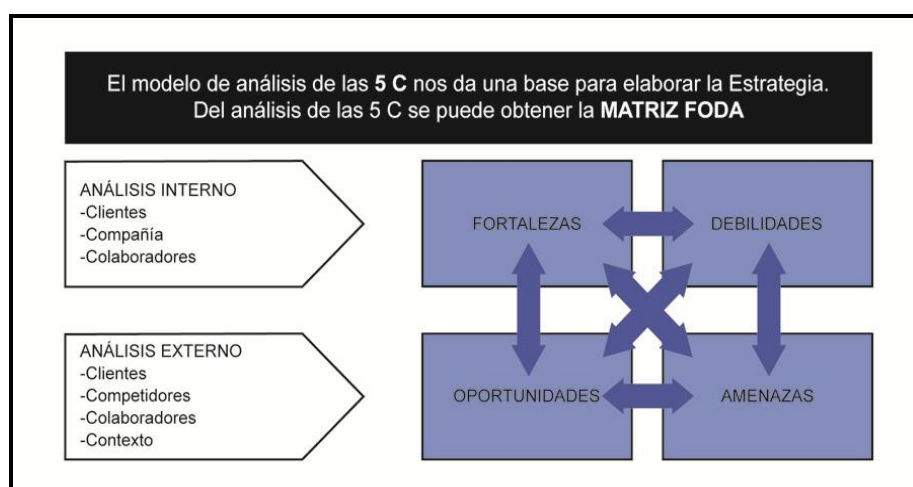 El modelo de análisis de las 5 C nos da una base para elaborar la Estrategia.
Del análisis de las 5 C se puede obtener la MATRIZ FODA
ANÁLISIS INTERNO
-Clientes
-Compañía
-Colaboradores
FORTALEZAS
DEBILIDADES
ANÁLISIS EXTERNO
-Clientes
-Competidores
-Colaboradores
-Contexto
OPORTUNIDADES
AMENAZAS